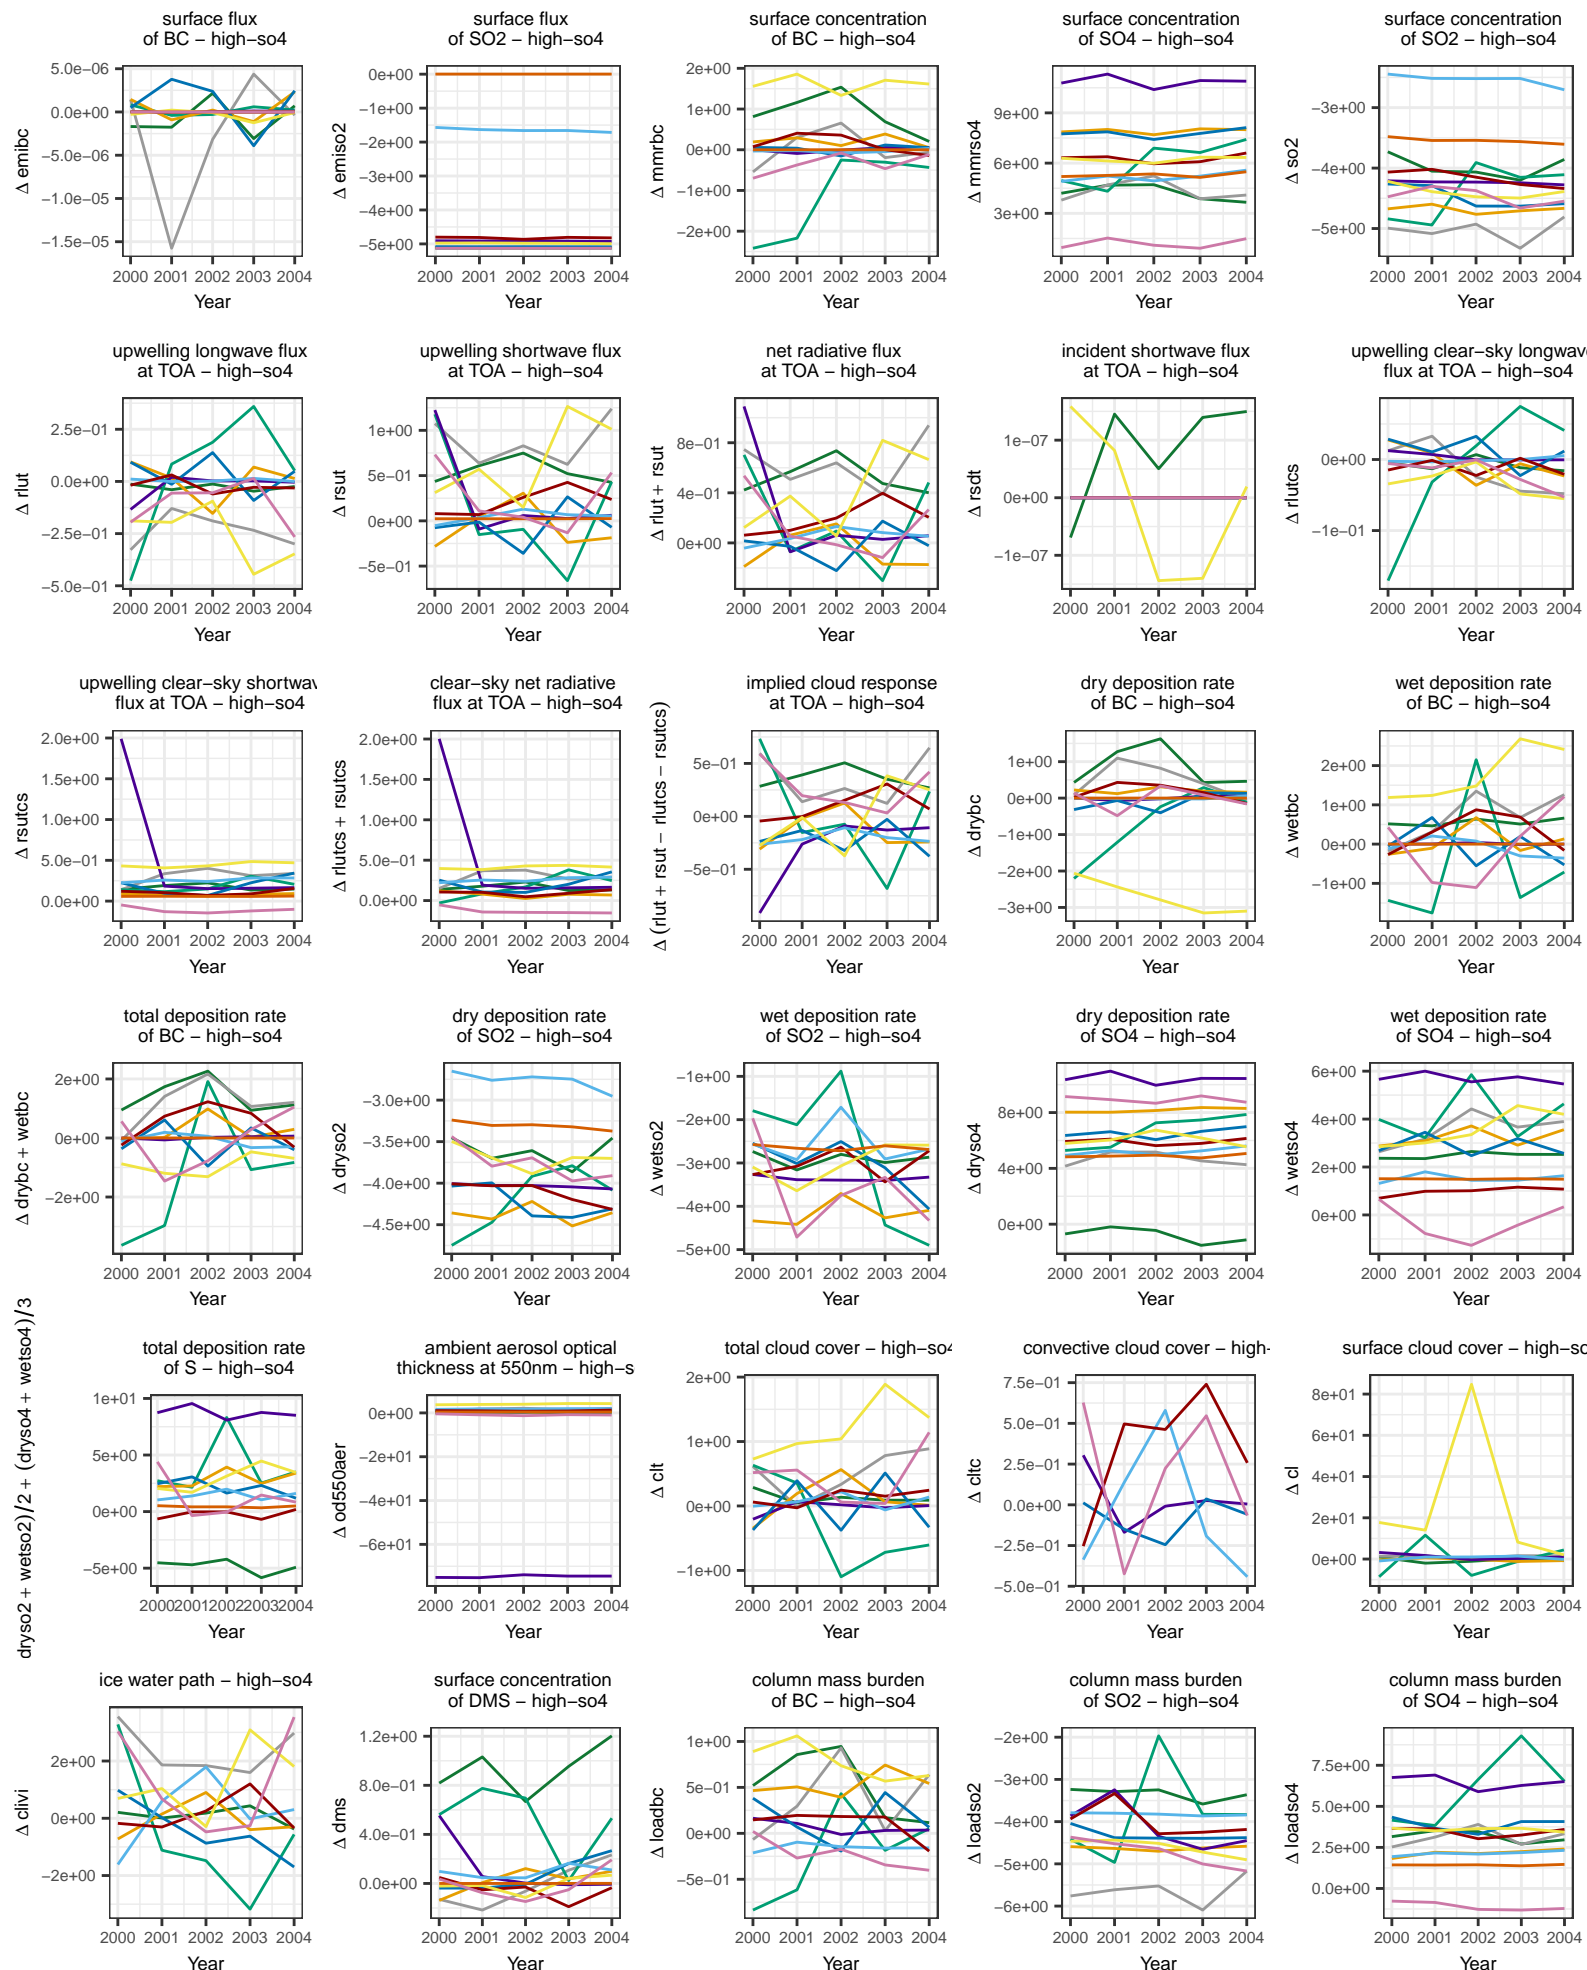 surface flux
of BC − high−so4
surface flux
of SO2 − high−so4
surface concentration
of BC − high−so4
surface concentration
of SO4 − high−so4
surface concentration
of SO2 − high−so4
Δ emibc
5.0e−06
0.0e+00
−5.0e−06
−1.0e−05
−1.5e−05
2000 2001 2002 2003 2004
Year
Δ emiso2
0e+00
−1e+00
−2e+00
−3e+00
−4e+00
−5e+00
2000 2001 2002 2003 2004
Year
Δ mmrbc
2e+00
1e+00
0e+00
−1e+00
−2e+00
2000 2001 2002 2003 2004
Year
Δ mmrso4
9e+00
6e+00
3e+00
2000 2001 2002 2003 2004
Year
Δ so2
−3e+00
−4e+00
−5e+00
2000 2001 2002 2003 2004
Year
upwelling longwave flux
at TOA − high−so4
upwelling shortwave flux
at TOA − high−so4
net radiative flux
at TOA − high−so4
incident shortwave flux
at TOA − high−so4
upwelling clear−sky longwav
flux at TOA − high−so4
Δ rlut
2.5e−01
0.0e+00
−2.5e−01
−5.0e−01
2000 2001 2002 2003 2004
Year
Δ rsut
1e+00
5e−01
0e+00
−5e−01
2000 2001 2002 2003 2004
Year
Δ rlut + rsut
8e−01
4e−01
0e+00
2000 2001 2002 2003 2004
Year
Δ rsdt
1e−07
0e+00
−1e−07
2000 2001 2002 2003 2004
Year
Δ rlutcs
0e+00
−1e−01
2000 2001 2002 2003 2004
Year
upwelling clear−sky shortwav
flux at TOA − high−so4
clear−sky net radiative
flux at TOA − high−so4
implied cloud response
at TOA − high−so4
dry deposition rate
of BC − high−so4
wet deposition rate
of BC − high−so4
Δ rsutcs
2.0e+00
1.5e+00
1.0e+00
5.0e−01
0.0e+00
2000 2001 2002 2003 2004
Year
Δ rlutcs + rsutcs
2.0e+00
1.5e+00
1.0e+00
5.0e−01
0.0e+00
2000 2001 2002 2003 2004
Year
Δ (rlut + rsut − rlutcs − rsutcs)
5e−01
0e+00
−5e−01
2000 2001 2002 2003 2004
Year
Δ drybc
1e+00
0e+00
−1e+00
−2e+00
−3e+00
2000 2001 2002 2003 2004
Year
Δ wetbc
2e+00
1e+00
0e+00
−1e+00
2000 2001 2002 2003 2004
Year
total deposition rate
of BC − high−so4
dry deposition rate
of SO2 − high−so4
wet deposition rate
of SO2 − high−so4
dry deposition rate
of SO4 − high−so4
wet deposition rate
of SO4 − high−so4
Δ drybc + wetbc
2e+00
0e+00
−2e+00
2000 2001 2002 2003 2004
Year
Δ dryso2
−3.0e+00
−3.5e+00
−4.0e+00
−4.5e+00
2000 2001 2002 2003 2004
Year
Δ wetso2
−1e+00
−2e+00
−3e+00
−4e+00
−5e+00
2000 2001 2002 2003 2004
Year
Δ dryso4
8e+00
4e+00
0e+00
2000 2001 2002 2003 2004
Year
Δ wetso4
6e+00
4e+00
2e+00
0e+00
2000 2001 2002 2003 2004
Year
total deposition rate
of S − high−so4
ambient aerosol optical
thickness at 550nm − high−s
total cloud cover − high−so4
convective cloud cover − high−
surface cloud cover − high−so
dryso2 + wetso2)/2 + (dryso4 + wetso4)/3
1e+01
5e+00
0e+00
−5e+00
2000 2001 2002 2003 2004
Year
Δ od550aer
0e+00
−2e+01
−4e+01
−6e+01
2000 2001 2002 2003 2004
Year
Δ clt
2e+00
1e+00
0e+00
−1e+00
2000 2001 2002 2003 2004
Year
Δ cltc
7.5e−01
5.0e−01
2.5e−01
0.0e+00
−2.5e−01
−5.0e−01
2000 2001 2002 2003 2004
Year
Δ cl
8e+01
6e+01
4e+01
2e+01
0e+00
2000 2001 2002 2003 2004
Year
ice water path − high−so4
surface concentration
of DMS − high−so4
column mass burden
of BC − high−so4
column mass burden
of SO2 − high−so4
column mass burden
of SO4 − high−so4
Δ clivi
2e+00
0e+00
−2e+00
2000 2001 2002 2003 2004
Year
Δ dms
1.2e+00
8.0e−01
4.0e−01
0.0e+00
2000 2001 2002 2003 2004
Year
Δ loadbc
1e+00
5e−01
0e+00
−5e−01
2000 2001 2002 2003 2004
Year
Δ loadso2
−2e+00
−3e+00
−4e+00
−5e+00
−6e+00
2000 2001 2002 2003 2004
Year
Δ loadso4
7.5e+00
5.0e+00
2.5e+00
0.0e+00
2000 2001 2002 2003 2004
Year